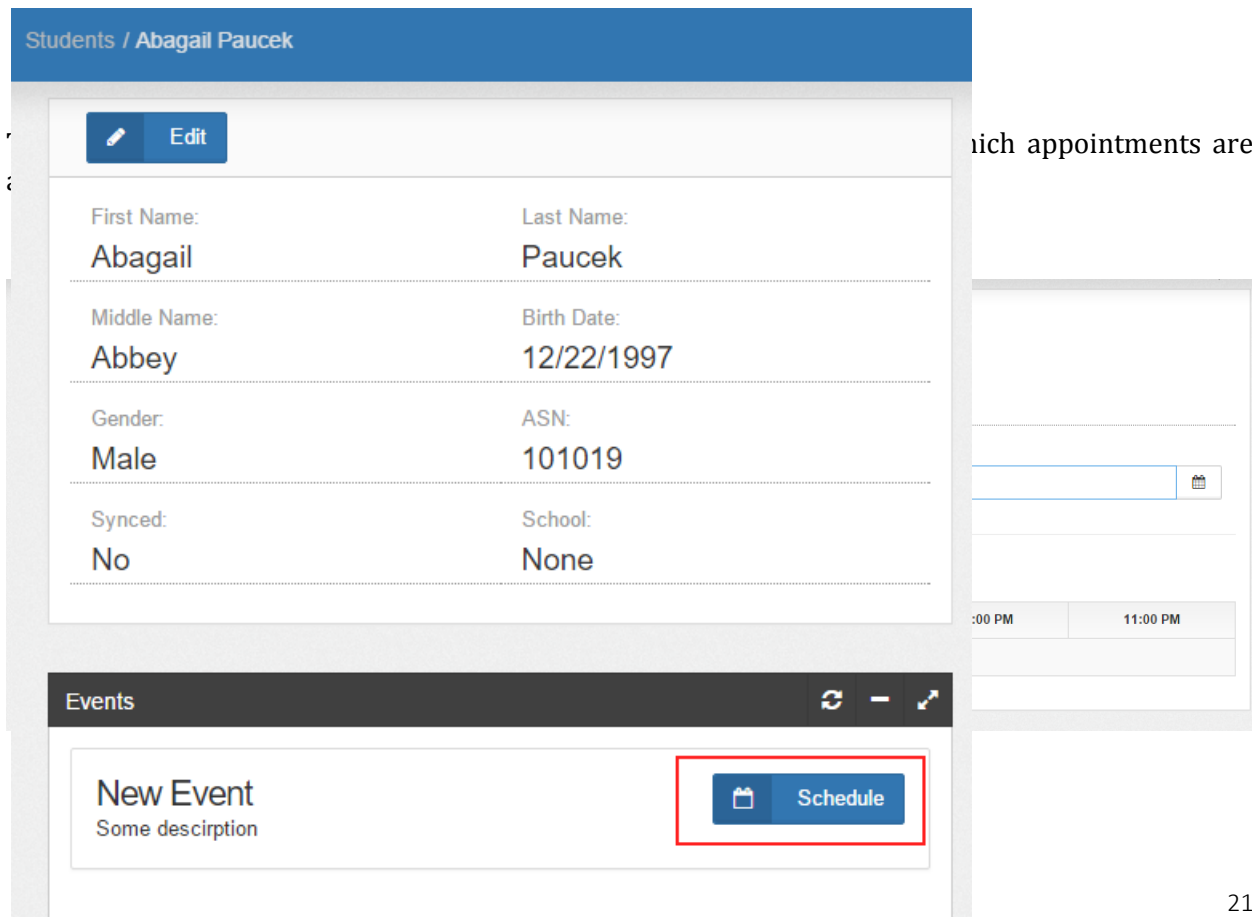 Students / Abagail Paucek
Edit
appointments are
First Name:
Last Name:
Abagail
Paucek
Middle Name:
Birth Date:
Abbey
12/22/1997
Gender:
ASN:
Male
101019
Synced:
School:
No
None
:00 PM
11:00 PM
Events
New Event
Schedule
Some descirption
21